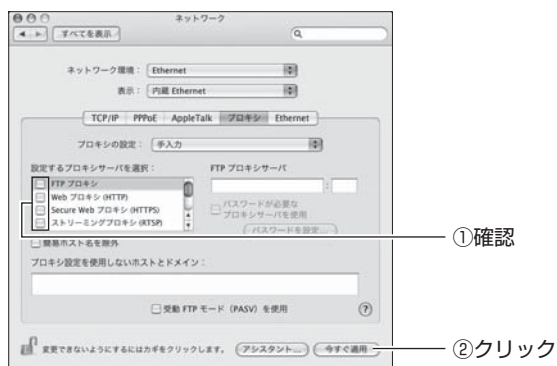 ネットワーク
すべてを表示
ネットワーク環境： Ethernet
表示： 内蔵 Ethernet
TCP/IP PPPoE AppleTalk プロキシ Ethernet
プロキシの設定： 手入力
設定するプロキシサーバを選択：
FTP プロキシ
Web プロキシ (HTTP)
Secure Web プロキシ (HTTPS)
ストリーミングプロキシ (RTSP)
FTP プロキシサーバ
:
パスワードが必要な
プロキシサーバを使用
パスワードを設定...
簡易ホスト名を除外
プロキシ設定を使用しないホストとドメイン：
受動 FTP モード（PASV）を使用
?
変更できないようにするにはカギをクリックします。
アシスタント...
今すぐ適用
①確認
②クリック